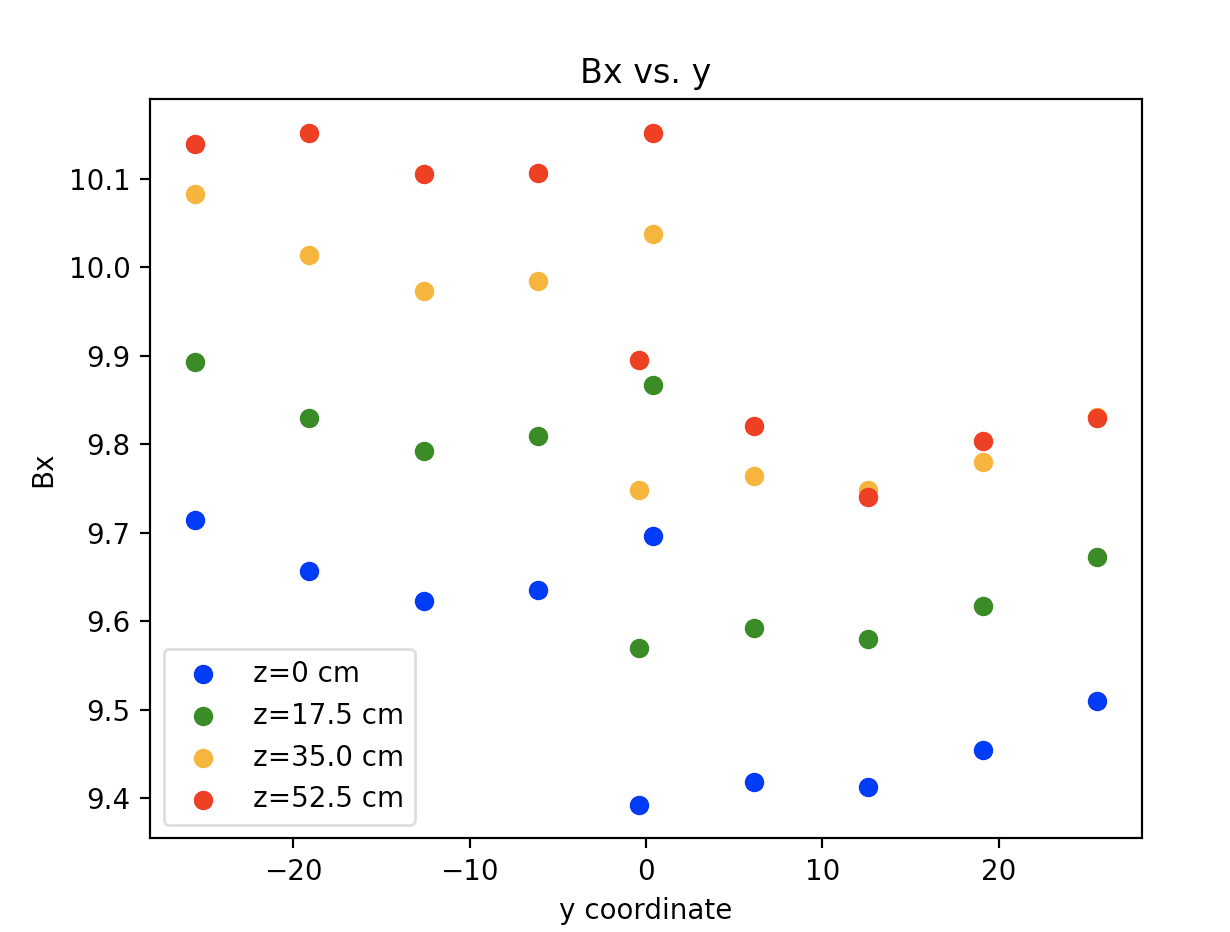 Bx vs. y
10.1
10.0
9.9
9.8
9.7
9.6
9.5
9.4
Bx
z=0 cm
z=17.5 cm
z=35.0 cm
z=52.5 cm
−20 −10 0 10 20
y coordinate